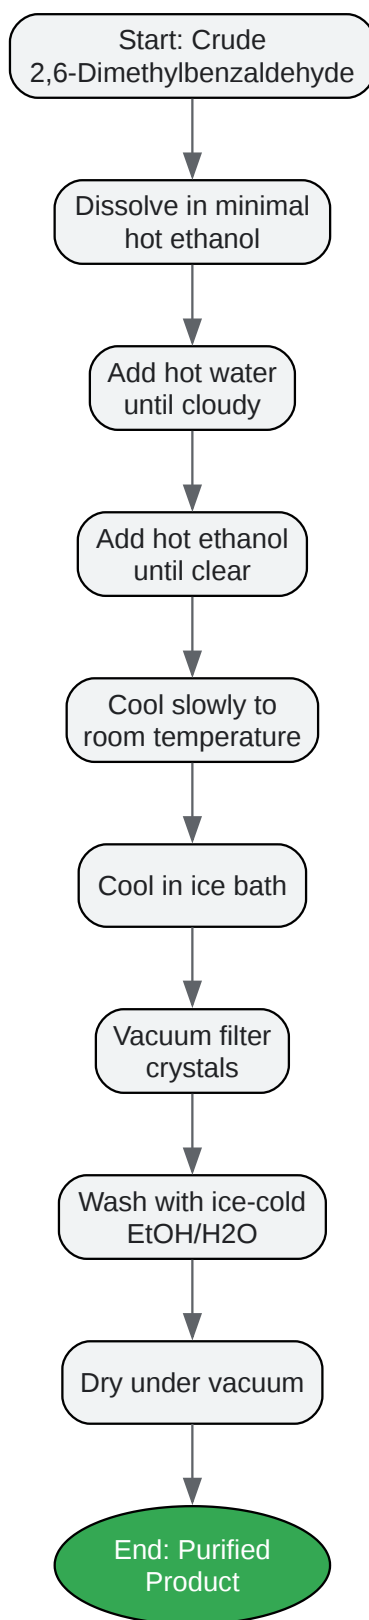 Start: Crude
2,6-Dimethylbenzaldehyde
Dissolve in minimal
hot ethanol
Add hot water
until cloudy
Add hot ethanol
until clear
Cool slowly to
room temperature
Cool in ice bath
Vacuum filter
crystals
Wash with ice-cold
EtOH/H2O
Dry under vacuum
End: Purified
Product